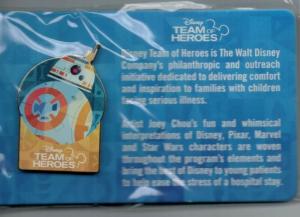 Disney
TEAM OF
HEROES
Disney Team of Heroes is The Walt Disney
Company's philanthropic and outreach
initiative dedicated to delivering comfort
and inspiration to families with children
facing serious illness.
Artist Joey Chou's fun and whimsical
interpretations of Disney, Pixar, Marvel
and Star Wars characters are woven
throughout the program's elements and
bring the best of Disney to young patients
to help ease the stress of a hospital stay.
Disney
TEAM OF
HEROES